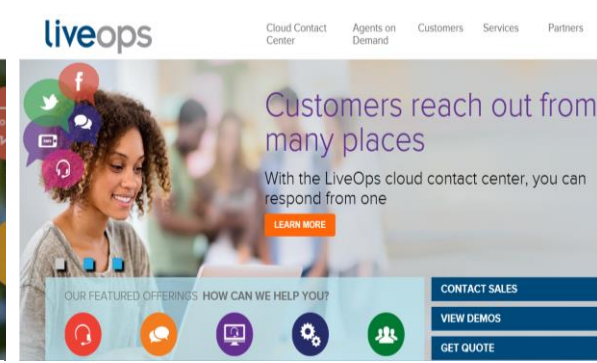 liveops
Cloud Contact
Center
Agents on
Demand
Customers
Services
Partners
Customers reach out from
many places
With the LiveOps cloud contact center, you can
respond from one
LEARN MORE
OUR FEATURED OFFERINGS HOW CAN WE HELP YOU?
CONTACT SALES
VIEW DEMOS
GET QUOTE